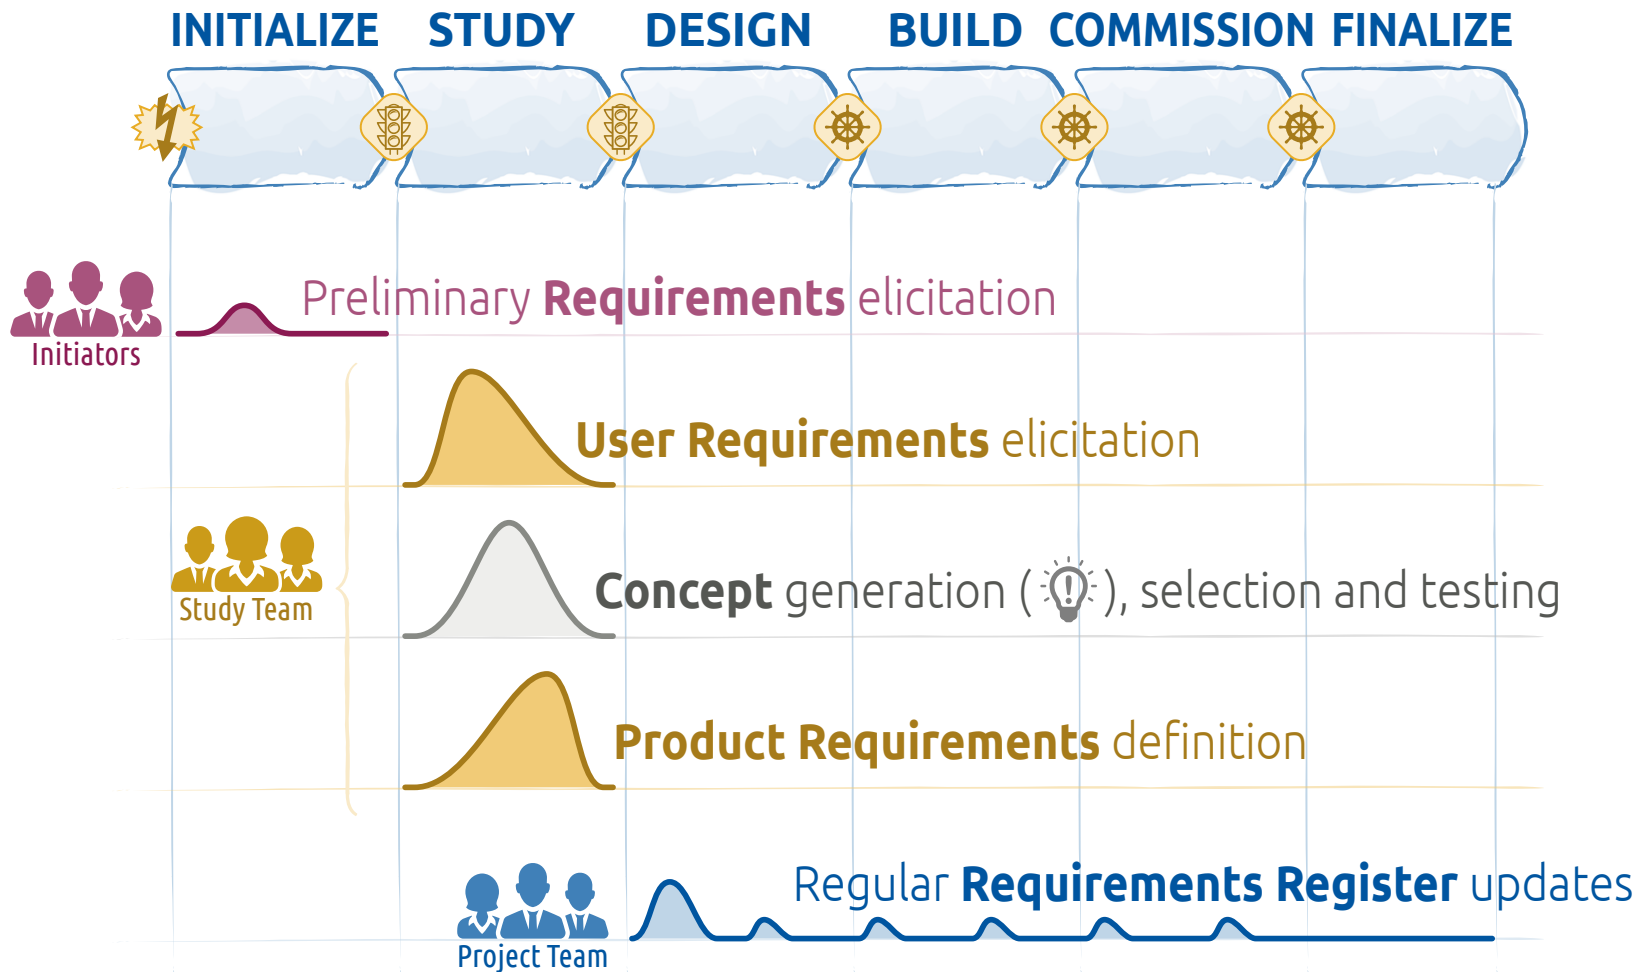 INITIALIZE STUDY DESIGN BUILD COMMISSION FINALIZE
Preliminary Requirements elicitation
Initiators
User Requirements elicitation
Concept generation ( ), selection and testing
Study Team
Product Requirements definition
Regular Requirements Register updates
Project Team